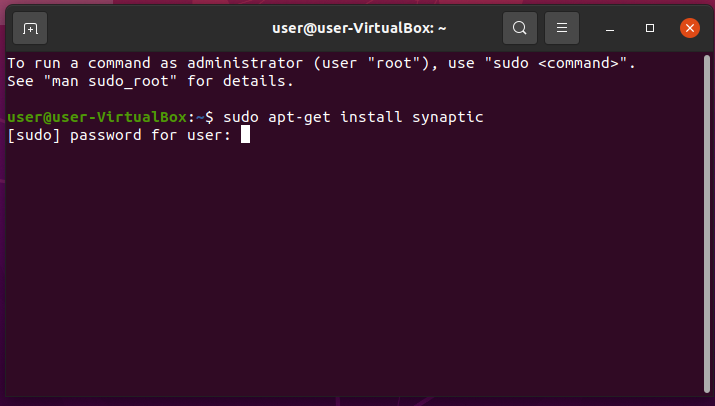 user@user-VirtualBox: ~
To run a command as administrator (user "root"), use "sudo <command>".
See "man sudo_root" for details.
user@user-VirtualBox:~$ sudo apt-get install synaptic
[sudo] password for user: